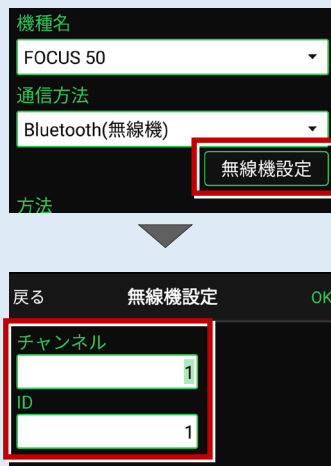 機種名
FOCUS 50
通信方法
Bluetooth(無線機)
無線機設定
方法
戻る 無線機設定 OK
チャンネル
1
ID
1